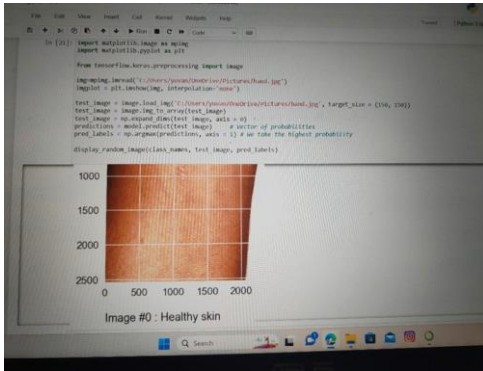 File Edit View Insert Cell Kernel Widgets Help
Trusted
Run Code
In [33]: import matplotlib.image as mpimg
import matplotlib.pyplot as plt
from tensorflow.keras.preprocessing import image
img=mpimg.imread('C:/Users/yuvan/OneDrive/Pictures/hand.jpg')
imgplot = plt.imshow(img, interpolation='none')
test_image = image.load_img('C:/Users/yuvan/OneDrive/Pictures/hand.jpg', target_size = (150, 150))
test_image = image.img_to_array(test_image)
test_image = np.expand_dims(test_image, axis = 0)
predictions = model.predict(test_image) # vector of probabilities
pred_labels = np.argmax(predictions, axis = 1) # we take the highest probability
display_random_image(class_names, test_image, pred_labels)
1000
1500
2000
2500
0 500 1000 1500 2000
Image #0 : Healthy skin
Search